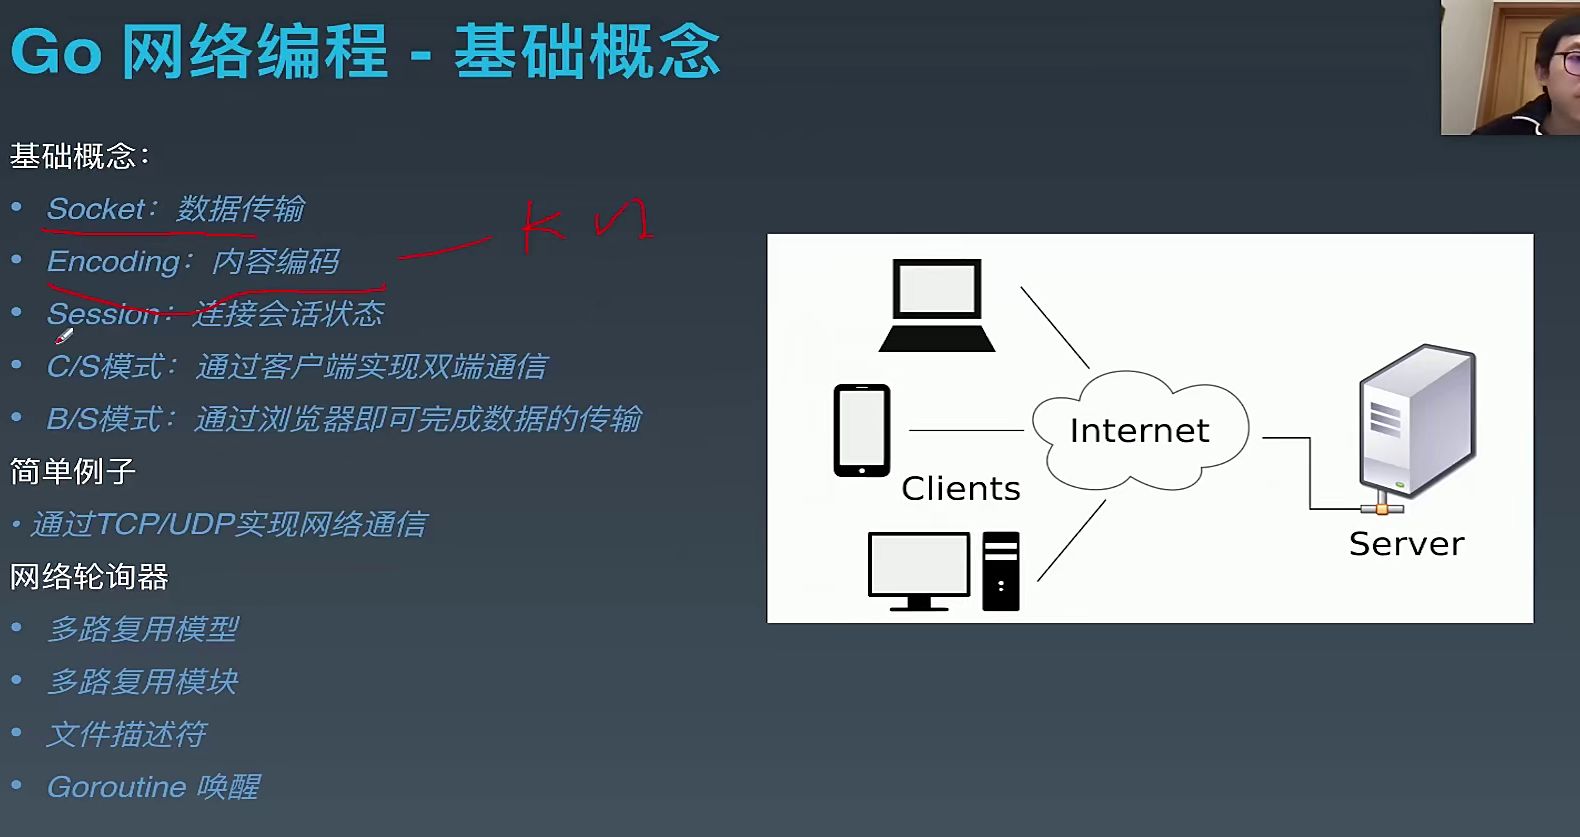 Go 网络编程 - 基础概念
基础概念：
• Socket：数据传输
• Encoding：内容编码
• Session：连接会话状态
• C/S模式：通过客户端实现双端通信
• B/S模式：通过浏览器即可完成数据的传输
简单例子
• 通过TCP/UDP实现网络通信
网络轮询器
• 多路复用模型
• 多路复用模块
• 文件描述符
• Goroutine 唤醒
Internet
Clients
Server